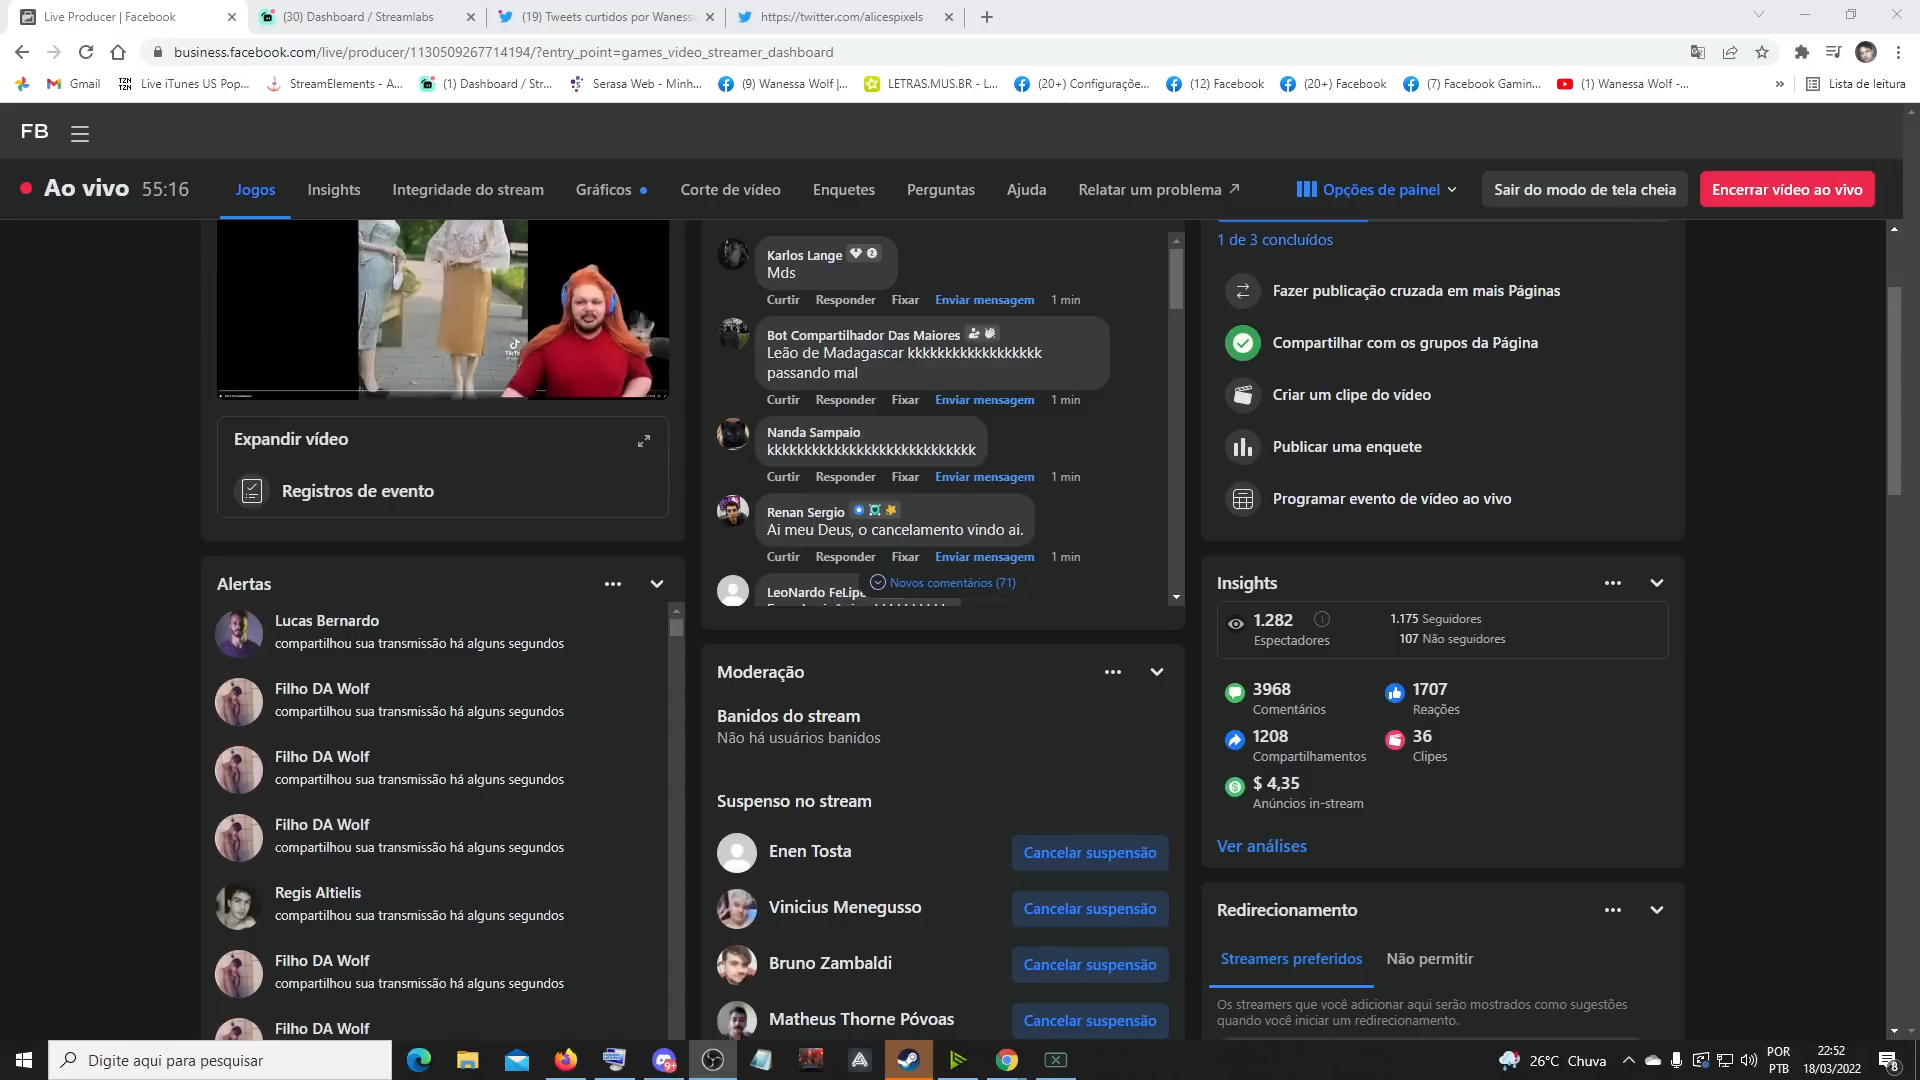 Live Producer | Facebook
(30) Dashboard / Streamlabs
(19) Tweets curtidos por Waness
https://twitter.com/alicespixels
business.facebook.com/live/producer/1130509267714194/?entry_point=games_video_streamer_dashboard
Gmail
Live iTunes US Pop...
StreamElements - A...
(1) Dashboard / Str...
Serasa Web - Minh...
(9) Wanessa Wolf |...
LETRAS.MUS.BR - L...
(20+) Configuraçõe...
(12) Facebook
(20+) Facebook
(7) Facebook Gamin...
(1) Wanessa Wolf -...
»
Lista de leitura
FB
Ao vivo 55:16
Jogos
Insights
Integridade do stream
Gráficos
Corte de vídeo
Enquetes
Perguntas
Ajuda
Relatar um problema
Opções de painel
Sair do modo de tela cheia
Encerrar vídeo ao vivo
TikTok
Expandir vídeo
Registros de evento
Alertas
Lucas Bernardo
compartilhou sua transmissão há alguns segundos
Filho DA Wolf
compartilhou sua transmissão há alguns segundos
Filho DA Wolf
compartilhou sua transmissão há alguns segundos
Filho DA Wolf
compartilhou sua transmissão há alguns segundos
Regis Altielis
compartilhou sua transmissão há alguns segundos
Filho DA Wolf
compartilhou sua transmissão há alguns segundos
Filho DA Wolf
Karlos Lange
Mds
Curtir Responder Fixar Enviar mensagem 1 min
Bot Compartilhador Das Maiores
Leão de Madagascar kkkkkkkkkkkkkkkkkk
passando mal
Curtir Responder Fixar Enviar mensagem 1 min
Nanda Sampaio
kkkkkkkkkkkkkkkkkkkkkkkkkkkk
Curtir Responder Fixar Enviar mensagem 1 min
Renan Sergio
Ai meu Deus, o cancelamento vindo ai.
Curtir Responder Fixar Enviar mensagem 1 min
LeoNardo FeLipe
Novos comentários (71)
Moderação
Banidos do stream
Não há usuários banidos
Suspenso no stream
Enen Tosta
Cancelar suspensão
Vinicius Menegusso
Cancelar suspensão
Bruno Zambaldi
Cancelar suspensão
Matheus Thorne Póvoas
Cancelar suspensão
1 de 3 concluídos
Fazer publicação cruzada em mais Páginas
Compartilhar com os grupos da Página
Criar um clipe do vídeo
Publicar uma enquete
Programar evento de vídeo ao vivo
Insights
1.282
Espectadores
1.175 Seguidores
107 Não seguidores
3968
Comentários
1707
Reações
1208
Compartilhamentos
36
Clipes
$ 4,35
Anúncios in-stream
Ver análises
Redirecionamento
Streamers preferidos
Não permitir
Os streamers que você adicionar aqui serão mostrados como sugestões
quando você iniciar um redirecionamento.
Digite aqui para pesquisar
9+
26°C Chuva
POR
PTB
22:52
18/03/2022
8